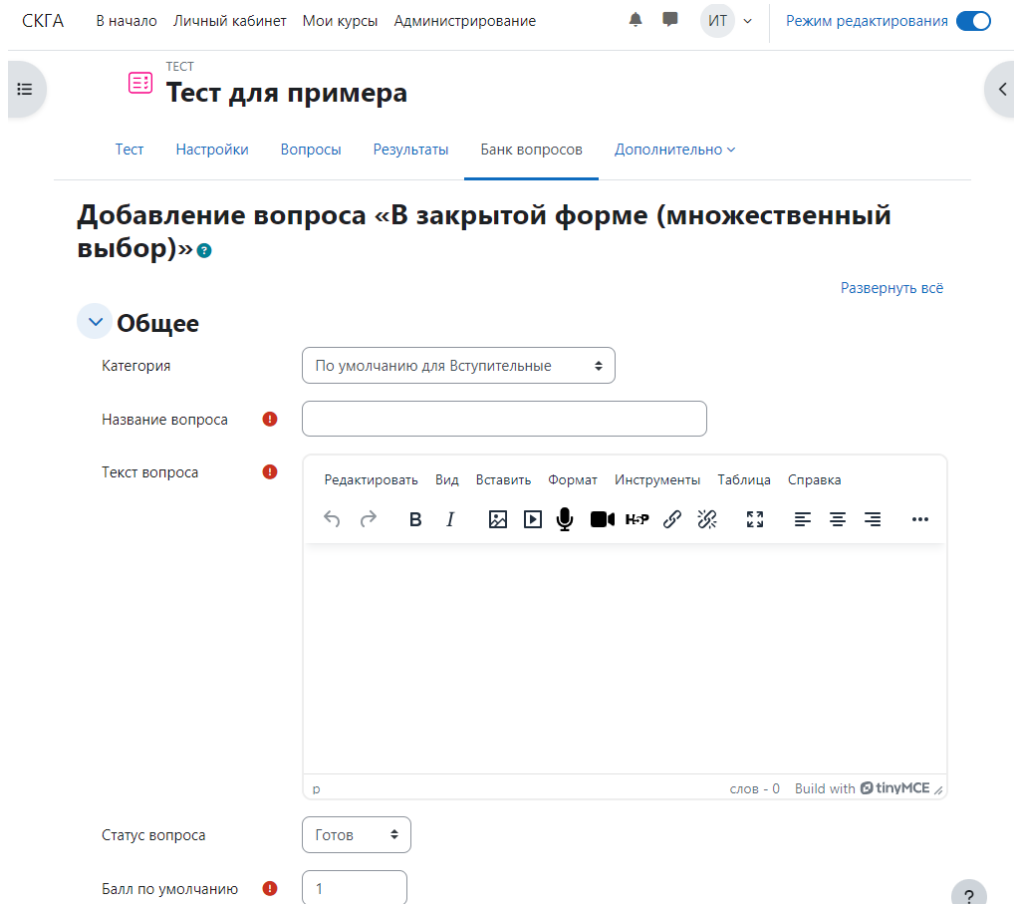 СКГА В начало Личный кабинет Мои курсы Администрирование ИТ Режим редактирования
ТЕСТ
Тест для примера
Тест Настройки Вопросы Результаты Банк вопросов Дополнительно
Добавление вопроса «В закрытой форме (множественный
выбор)»
Развернуть всё
Общее
Категория По умолчанию для Вступительные
Название вопроса
Текст вопроса
Редактировать Вид Вставить Формат Инструменты Таблица Справка
B I H5P
p слов - 0 Build with tinyMCE
Статус вопроса Готов
Балл по умолчанию 1
?